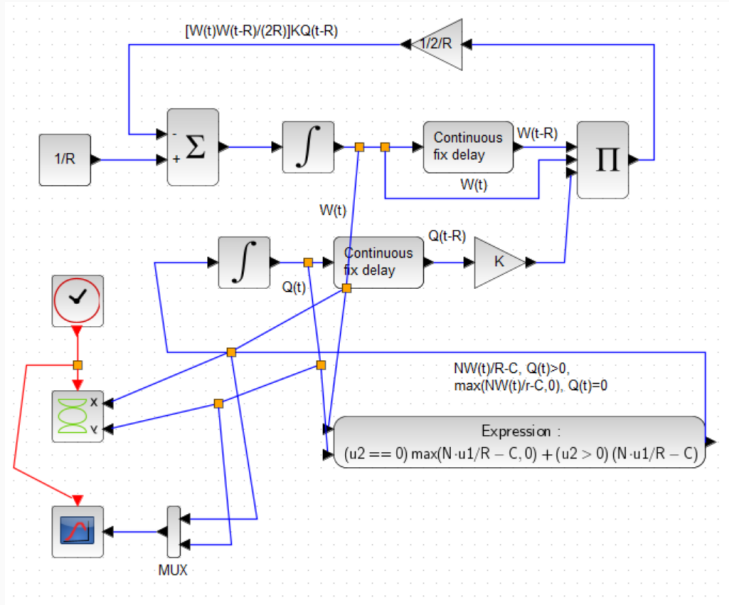 [W(t)W(t-R)/(2R)]KQ(t-R)
1/2/R
-
+
Σ
1/R
∫
Continuous
fix delay
W(t-R)
W(t)
Π
W(t)
∫
Q(t)
Continuous
fix delay
Q(t-R)
K
NW(t)/R-C, Q(t)>0,
max(NW(t)/r-C,0), Q(t)=0
X
Y
Expression :
(u2 == 0) max(N·u1/R − C, 0) + (u2 > 0) (N·u1/R − C)
MUX